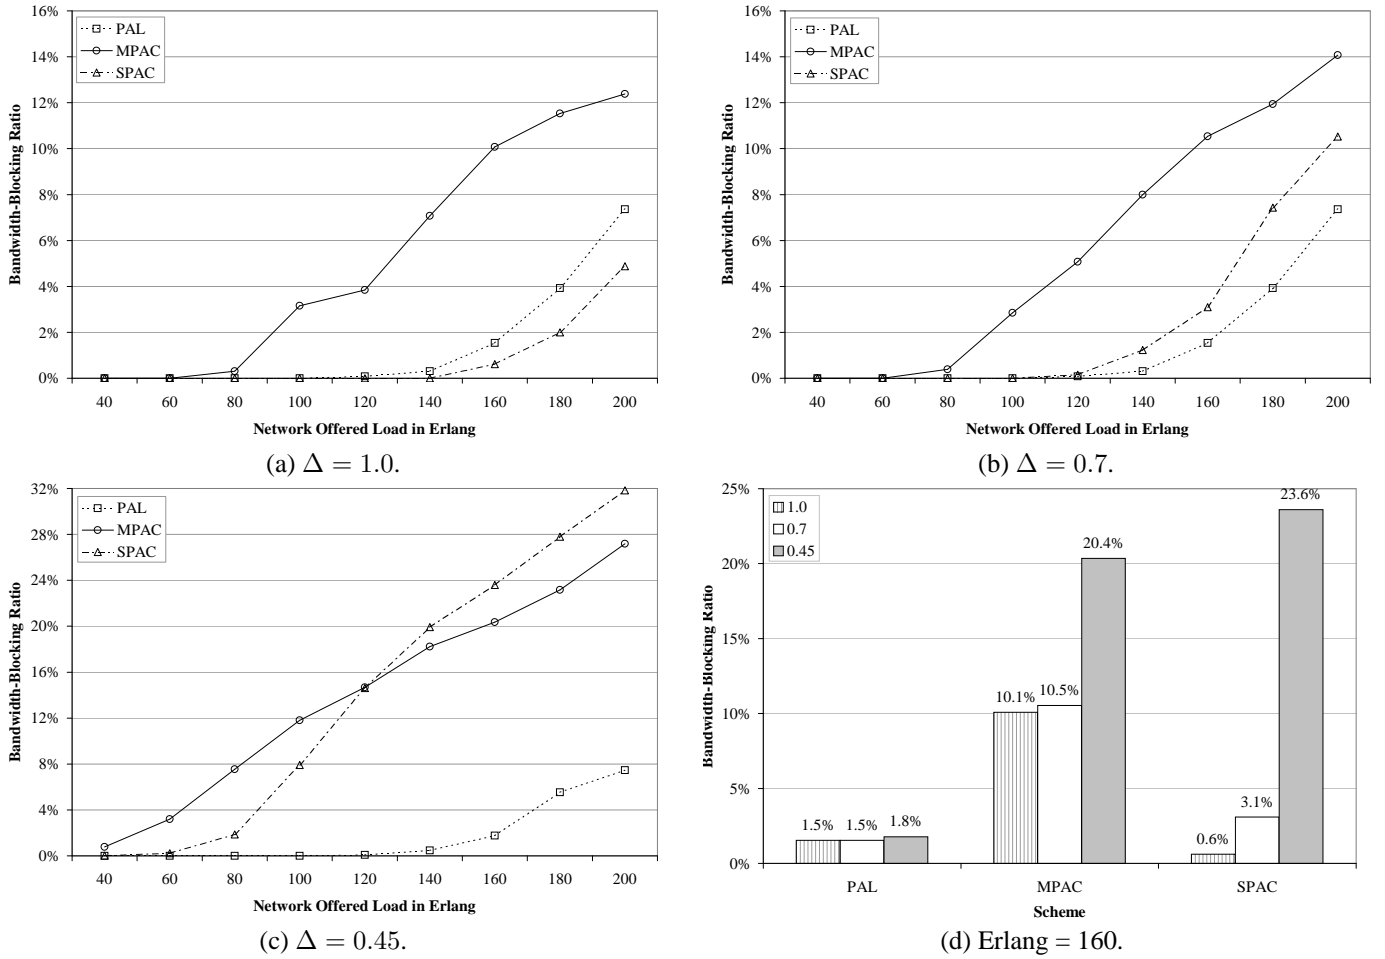 16%
14%
12%
10%
8%
6%
4%
2%
0%
Bandwidth-Blocking Ratio
PAL
MPAC
SPAC
40 60 80 100 120 140 160 180 200
Network Offered Load in Erlang
(a) Δ = 1.0.
16%
14%
12%
10%
8%
6%
4%
2%
0%
Bandwidth-Blocking Ratio
PAL
MPAC
SPAC
40 60 80 100 120 140 160 180 200
Network Offered Load in Erlang
(b) Δ = 0.7.
32%
28%
24%
20%
16%
12%
8%
4%
0%
Bandwidth-Blocking Ratio
PAL
MPAC
SPAC
40 60 80 100 120 140 160 180 200
Network Offered Load in Erlang
(c) Δ = 0.45.
25%
20%
15%
10%
5%
0%
Bandwidth-Blocking Ratio
1.0
0.7
0.45
1.5% 1.5% 1.8%
10.1% 10.5% 20.4%
0.6% 3.1% 23.6%
PAL MPAC SPAC
Scheme
(d) Erlang = 160.